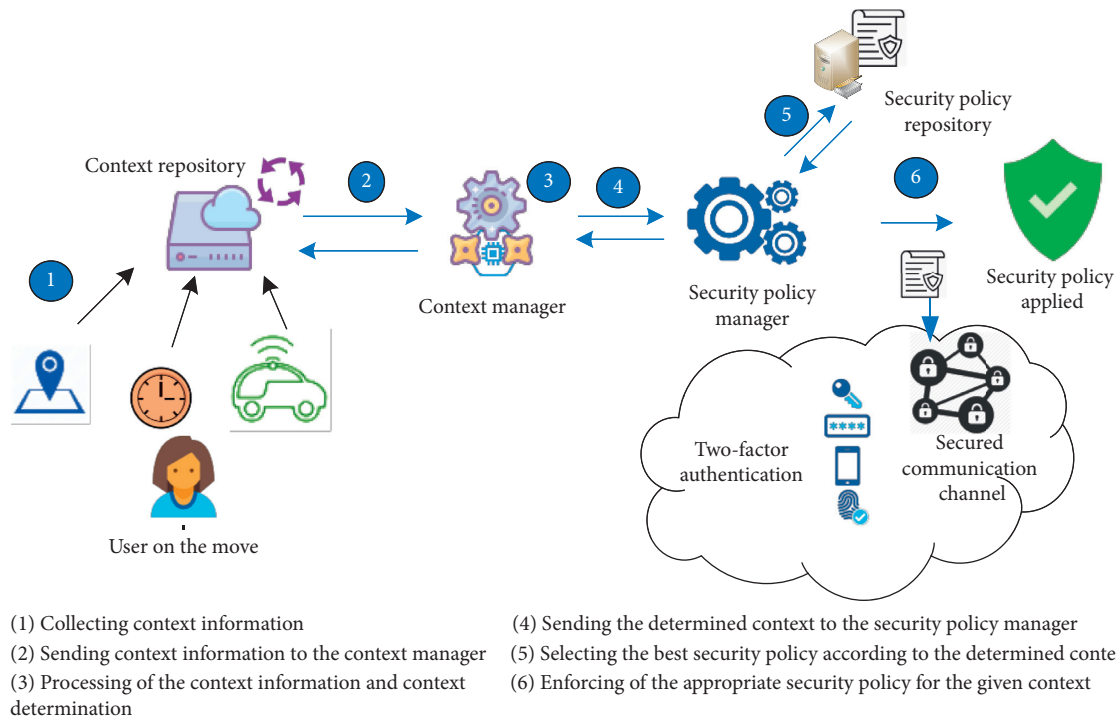 Security policy
repository
5
Context repository
2
3
4
6
1
Context manager
Security policy
manager
Security policy
applied
Two-factor
authentication
****
Secured
communication
channel
User on the move
(1) Collecting context information
(2) Sending context information to the context manager
(3) Processing of the context information and context
determination
(4) Sending the determined context to the security policy manager
(5) Selecting the best security policy according to the determined conte
(6) Enforcing of the appropriate security policy for the given context